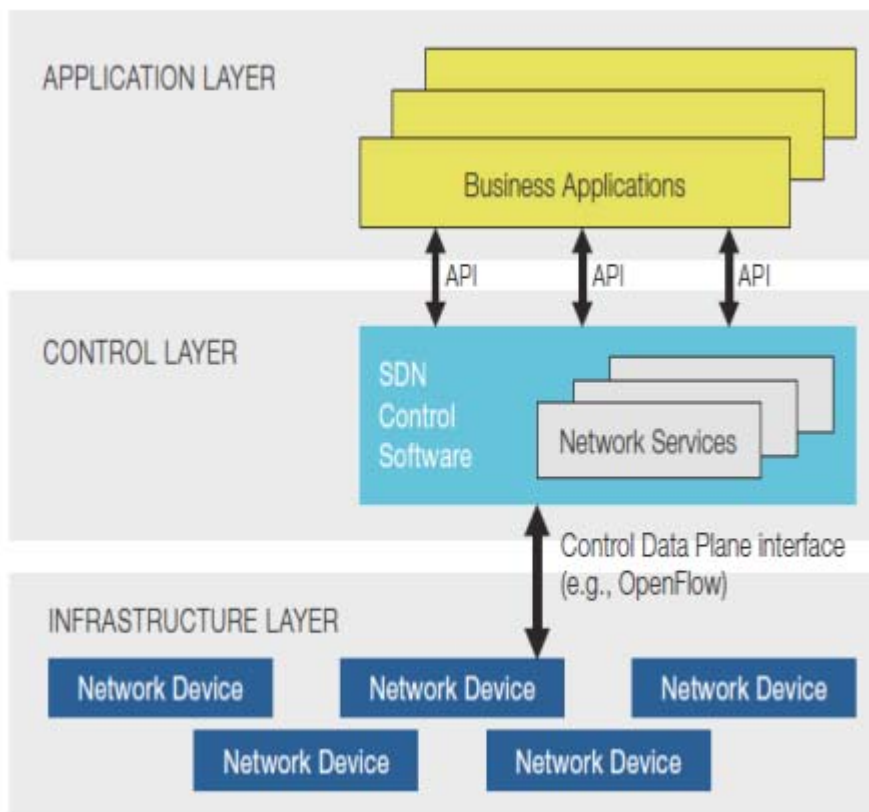 APPLICATION LAYER
Business Applications
API
API
API
CONTROL LAYER
SDN
Control
Software
Network Services
Control Data Plane interface
(e.g., OpenFlow)
INFRASTRUCTURE LAYER
Network Device
Network Device
Network Device
Network Device
Network Device